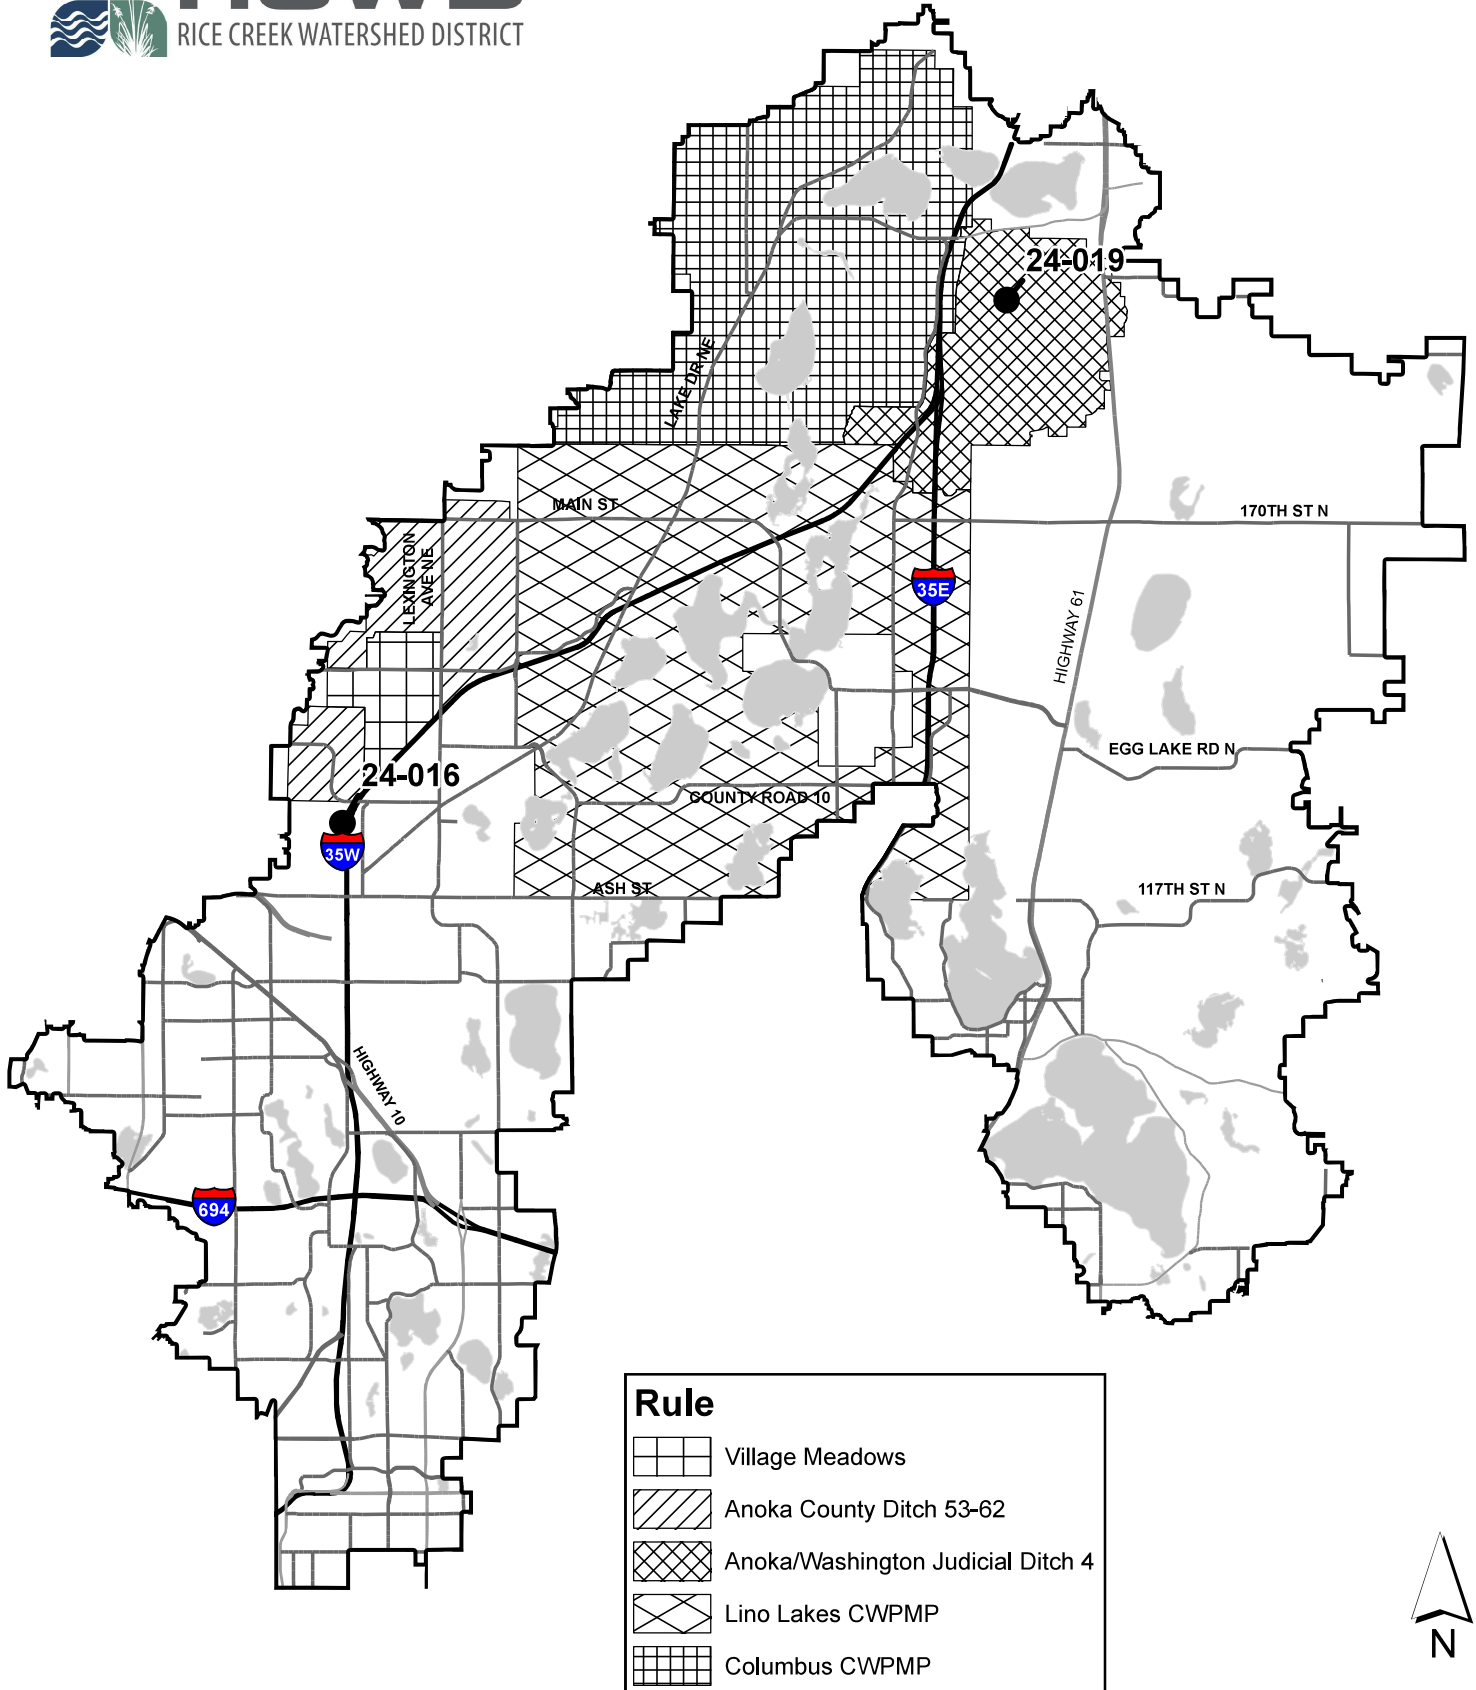 RICE CREEK WATERSHED DISTRICT
24-019
LAKE DR NE
MAIN ST
170TH ST N
LEXINGTON
AVE NE
35E
HIGHWAY 61
EGG LAKE RD N
24-016
COUNTY ROAD 10
35W
ASH ST
117TH ST N
HIGHWAY 10
694
Rule
Village Meadows
Anoka County Ditch 53-62
Anoka/Washington Judicial Ditch 4
Lino Lakes CWPMP
Columbus CWPMP
N